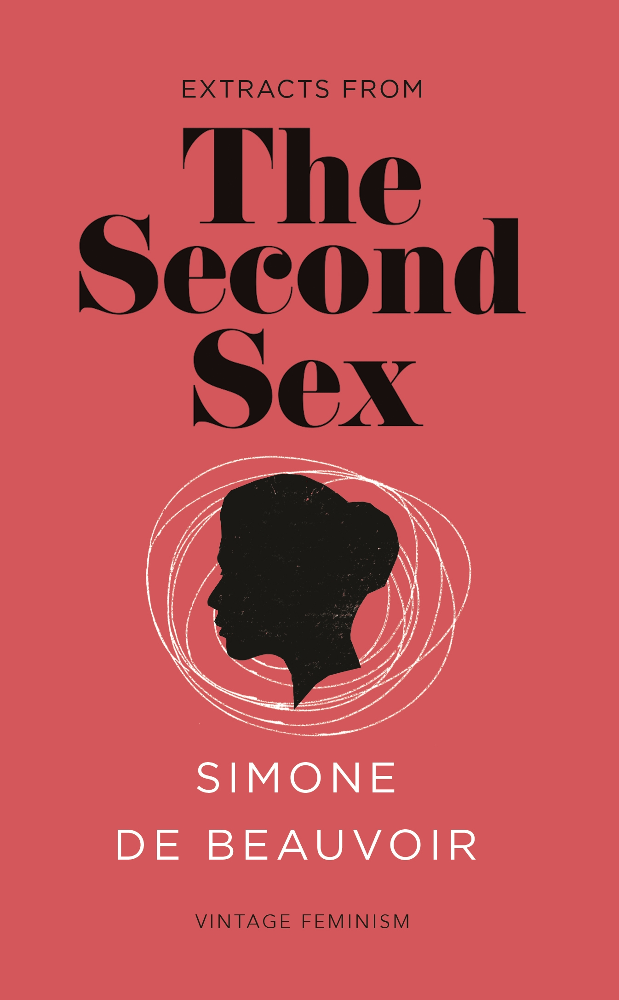 EXTRACTS FROM
The
Second
Sex
SIMONE
DE BEAUVOIR
VINTAGE FEMINISM